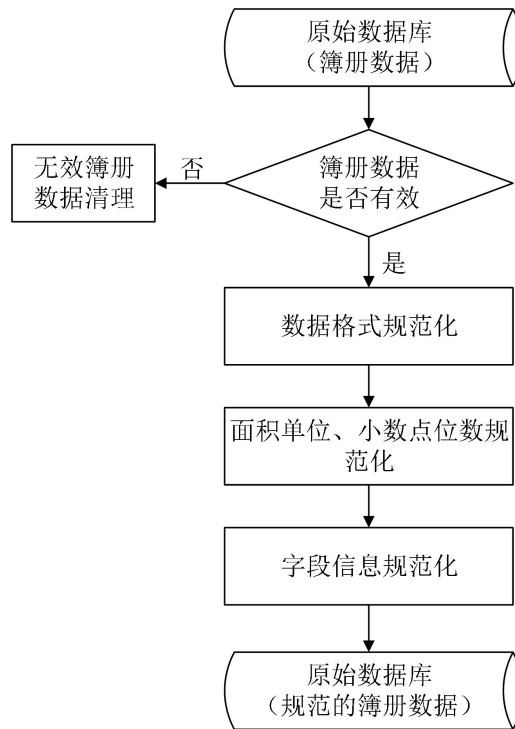 原始数据库
（簿册数据）
簿册数据
是否有效
否
无效簿册
数据清理
是
数据格式规范化
面积单位、小数点位数规
范化
字段信息规范化
原始数据库
（规范的簿册数据）